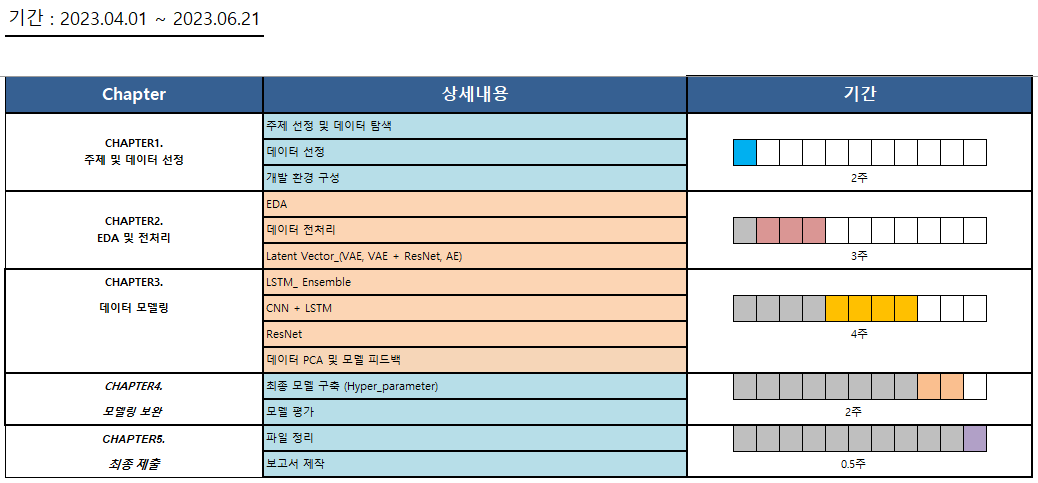 기간 : 2023.04.01 ~ 2023.06.21
Chapter 상세내용 기간
CHAPTER1.
주제 및 데이터 선정
주제 선정 및 데이터 탐색
데이터 선정
개발 환경 구성
2주
CHAPTER2.
EDA 및 전처리
EDA
데이터 전처리
Latent Vector_(VAE, VAE + ResNet, AE)
3주
CHAPTER3.
데이터 모델링
LSTM_ Ensemble
CNN + LSTM
ResNet
데이터 PCA 및 모델 피드백
4주
CHAPTER4.
모델링 보완
최종 모델 구축 (Hyper_parameter)
모델 평가
2주
CHAPTER5.
최종 제출
파일 정리
보고서 제작
0.5주